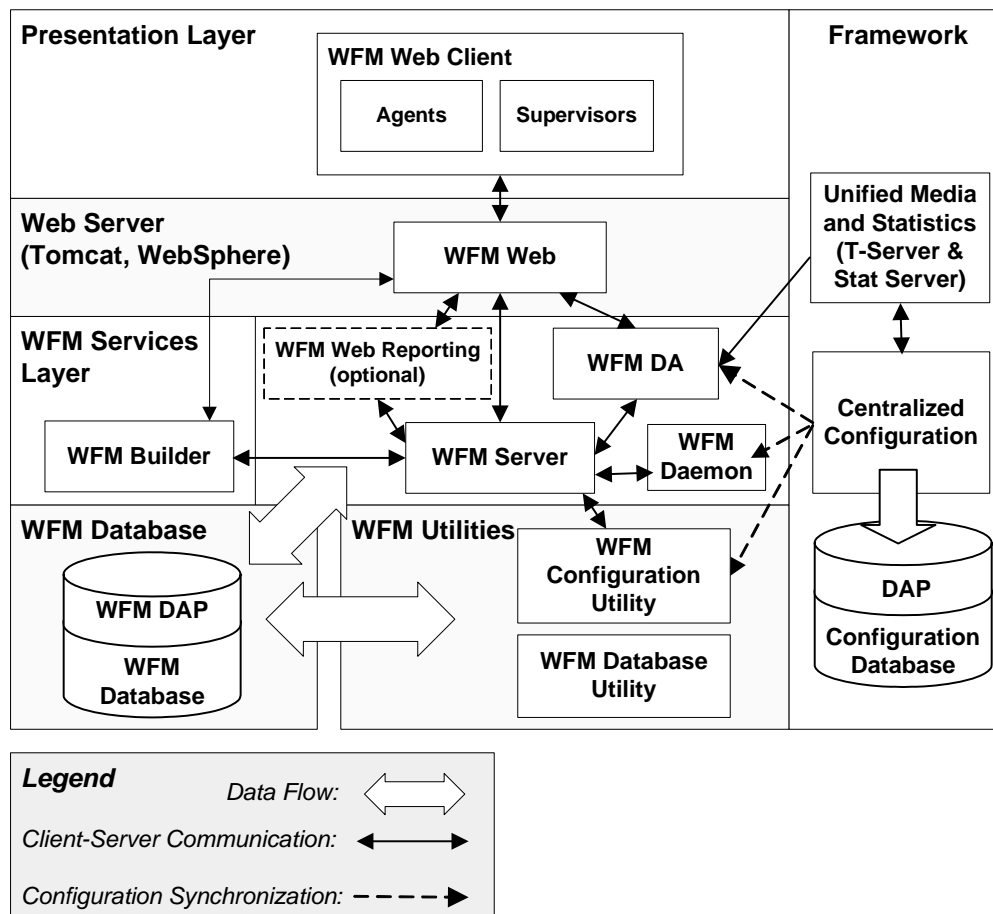 Presentation Layer
WFM Web Client
Agents
Supervisors
Framework
Web Server
(Tomcat, WebSphere)
WFM Web
Unified Media
and Statistics
(T-Server &
Stat Server)
WFM Services
Layer
WFM Web Reporting
(optional)
WFM DA
Centralized
Configuration
WFM Builder
WFM Server
WFM
Daemon
WFM Database
WFM DAP
WFM
Database
WFM Utilities
WFM
Configuration
Utility
WFM Database
Utility
DAP
Configuration
Database
Legend
Data Flow:
Client-Server Communication:
Configuration Synchronization: